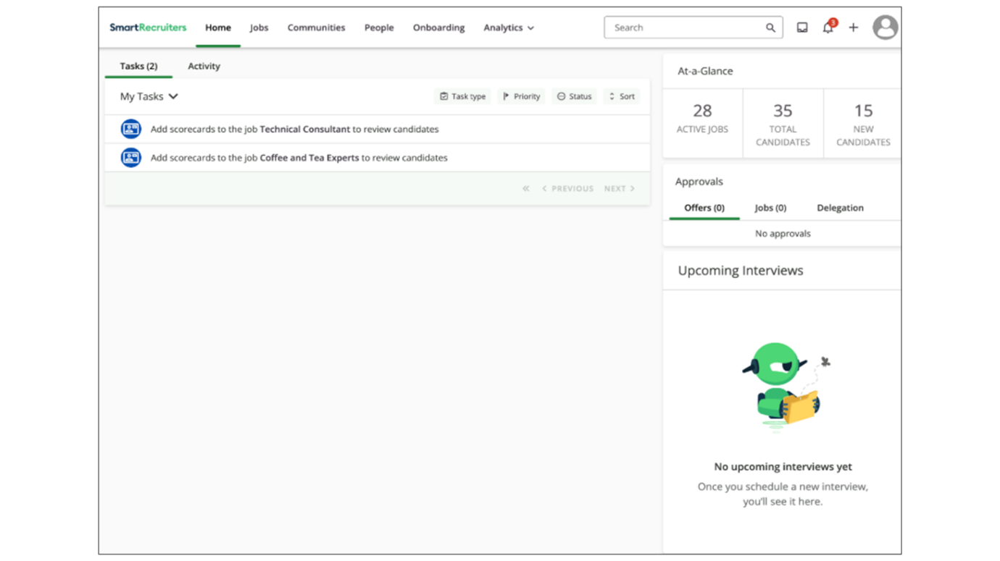 SmartRecruiters Home Jobs Communities People Onboarding Analytics Search 3
Tasks (2) Activity
My Tasks Task type Priority Status Sort
Add scorecards to the job Technical Consultant to review candidates
Add scorecards to the job Coffee and Tea Experts to review candidates
« < PREVIOUS NEXT >
At-a-Glance
28 35 15
ACTIVE JOBS TOTAL NEW
CANDIDATES CANDIDATES
Approvals
Offers (0) Jobs (0) Delegation
No approvals
Upcoming Interviews
No upcoming interviews yet
Once you schedule a new interview,
you'll see it here.